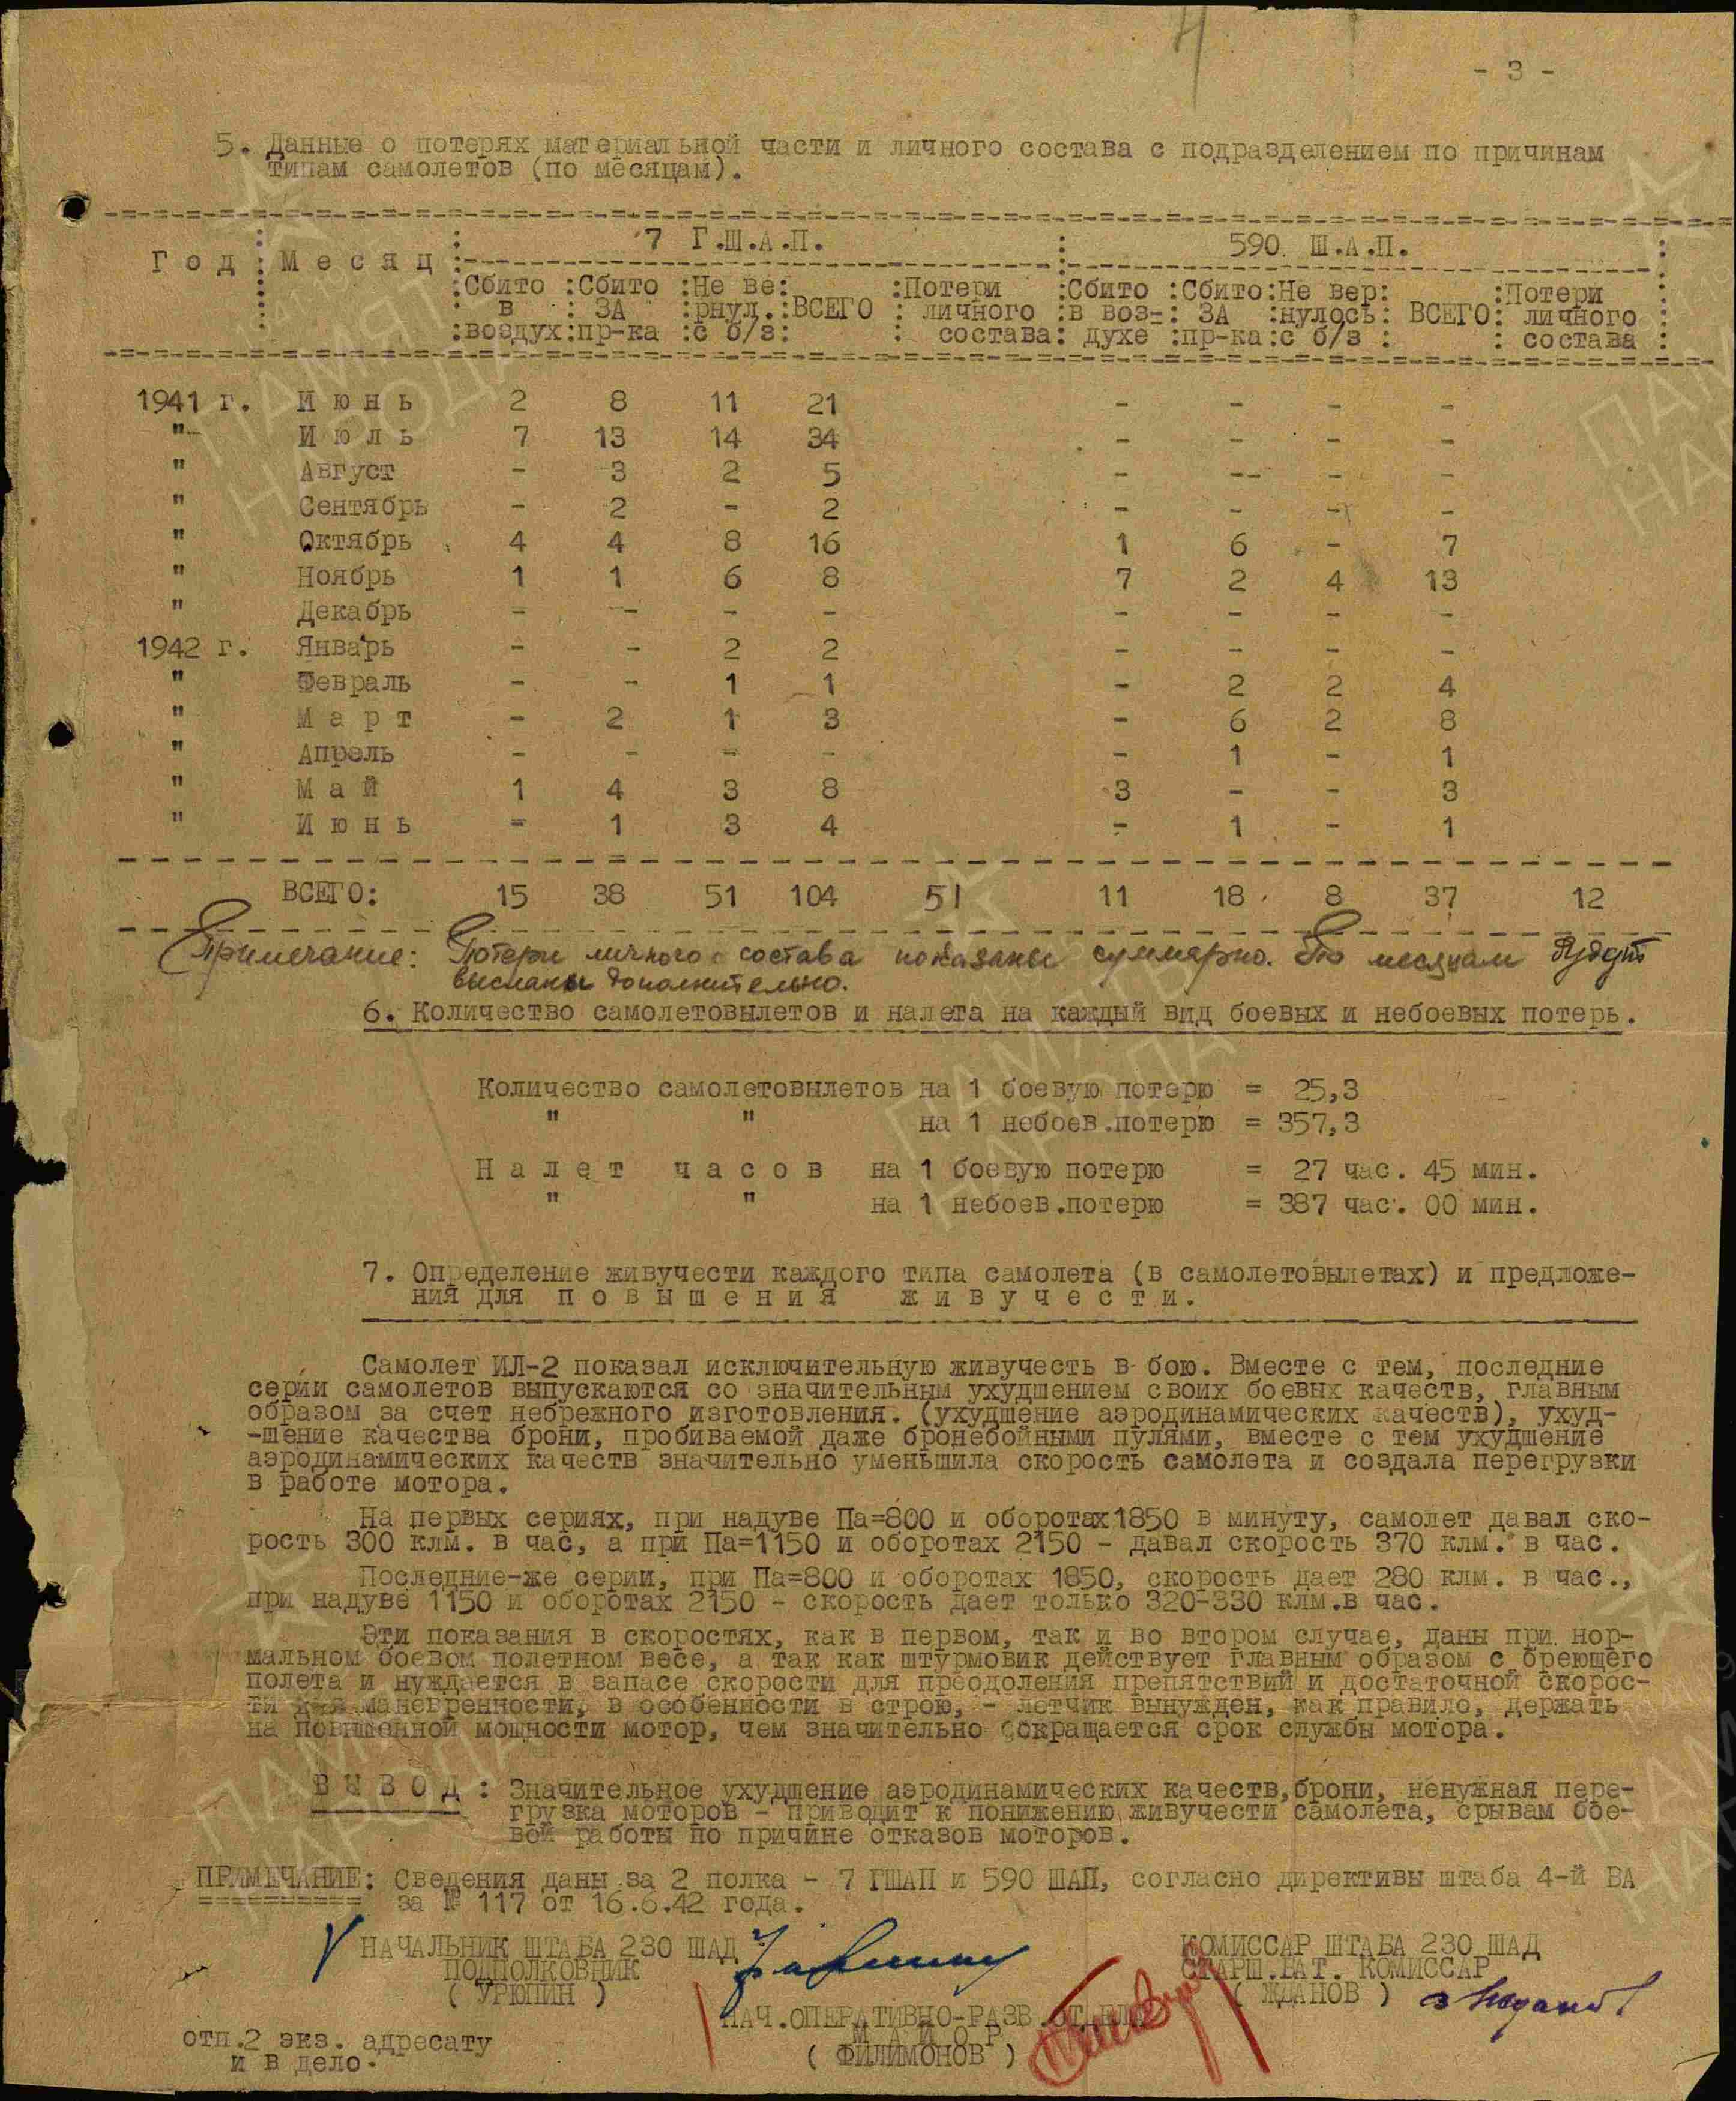 - 3 -
5. Данные о потерях материальной части и личного состава с подразделением по причинам
типам самолетов (по месяцам).
Год : Месяц : 7 Г.Ш.А.П. : 590 Ш.А.П. :
:Сбито :Сбито :Не ве: :Потери :Сбито :Сбито:Не вер: :Потери :
: в : ЗА :рнул.:ВСЕГО : личного :в воз-: ЗА :нулось: ВСЕГО: личного :
:воздух:пр-ка :с б/з: : состава: духе :пр-ка:с б/з : : состава :
1941 г. Июнь 2 8 11 21 - - - -
" Июль 7 13 14 34 - - - -
" Август - 3 2 5 - - - -
" Сентябрь - 2 - 2 - - - -
" Октябрь 4 4 8 16 1 6 - 7
" Ноябрь 1 1 6 8 7 2 4 13
" Декабрь - - - - - - - -
1942 г. Январь - - 2 2 - - - -
" Февраль - - 1 1 - 2 2 4
" Март - 2 1 3 - 6 2 8
" Апрель - - - - - 1 - 1
" Май 1 4 3 8 3 - - 3
" Июнь - 1 3 4 - 1 - 1
ВСЕГО: 15 38 51 104 51 11 18 8 37 12
Примечание: Потери личного состава показаны суммарно. По месяцам будут
высланы дополнительно.
6. Количество самолетовылетов и налета на каждый вид боевых и небоевых потерь.
Количество самолетовылетов на 1 боевую потерю = 25,3
" " на 1 небоев.потерю = 357,3
Налет часов на 1 боевую потерю = 27 час. 45 мин.
" " на 1 небоев.потерю = 387 час. 00 мин.
7. Определение живучести каждого типа самолета (в самолетовылетах) и предложе-
ния для повышения живучести.
Самолет ИЛ-2 показал исключительную живучесть в бою. Вместе с тем, последние
серии самолетов выпускаются со значительным ухудшением своих боевых качеств, главным
образом за счет небрежного изготовления. (ухудшение аэродинамических качеств), ухуд-
-шение качества брони, пробиваемой даже бронебойными пулями, вместе с тем ухудшение
аэродинамических качеств значительно уменьшила скорость самолета и создала перегрузки
в работе мотора.
На первых сериях, при надуве Па=800 и оборотах 1850 в минуту, самолет давал ско-
рость 300 клм. в час, а при Па=1150 и оборотах 2150 - давал скорость 370 клм. в час.
Последние-же серии, при Па=800 и оборотах 1850, скорость дает 280 клм. в час.,
при надуве 1150 и оборотах 2150 - скорость дает только 320-330 клм.в час.
Эти показания в скоростях, как в первом, так и во втором случае, даны при нор-
мальном боевом полетном весе, а так как штурмовик действует главным образом с бреющего
полета и нуждается в запасе скорости для преодоления препятствий и достаточной скорос-
ти для маневренности, в особенности в строю, - летчик вынужден, как правило, держать
на повышенной мощности мотор, чем значительно сокращается срок службы мотора.
ВЫВОД: Значительное ухудшение аэродинамических качеств, брони, ненужная пере-
грузка моторов - приводит к понижению живучести самолета, срывам бое-
вой работы по причине отказов моторов.
ПРИМЕЧАНИЕ: Сведения даны за 2 полка - 7 ГШАП и 590 ШАП, согласно директивы штаба 4-й ВА
за № 117 от 16.6.42 года.
НАЧАЛЬНИК ШТАБА 230 ШАД
ПОДПОЛКОВНИК
( УРЮПИН )
КОМИССАР ШТАБА 230 ШАД
СТАРШ.БАТ. КОМИССАР
( ЖДАНОВ )
НАЧ.ОПЕРАТИВНО-РАЗВ.ОТДЕЛ
МАЙОР
( ФИЛИМОНОВ )
отп.2 экз. адресату
и в дело.
ПАМЯТЬ
НАРОДА